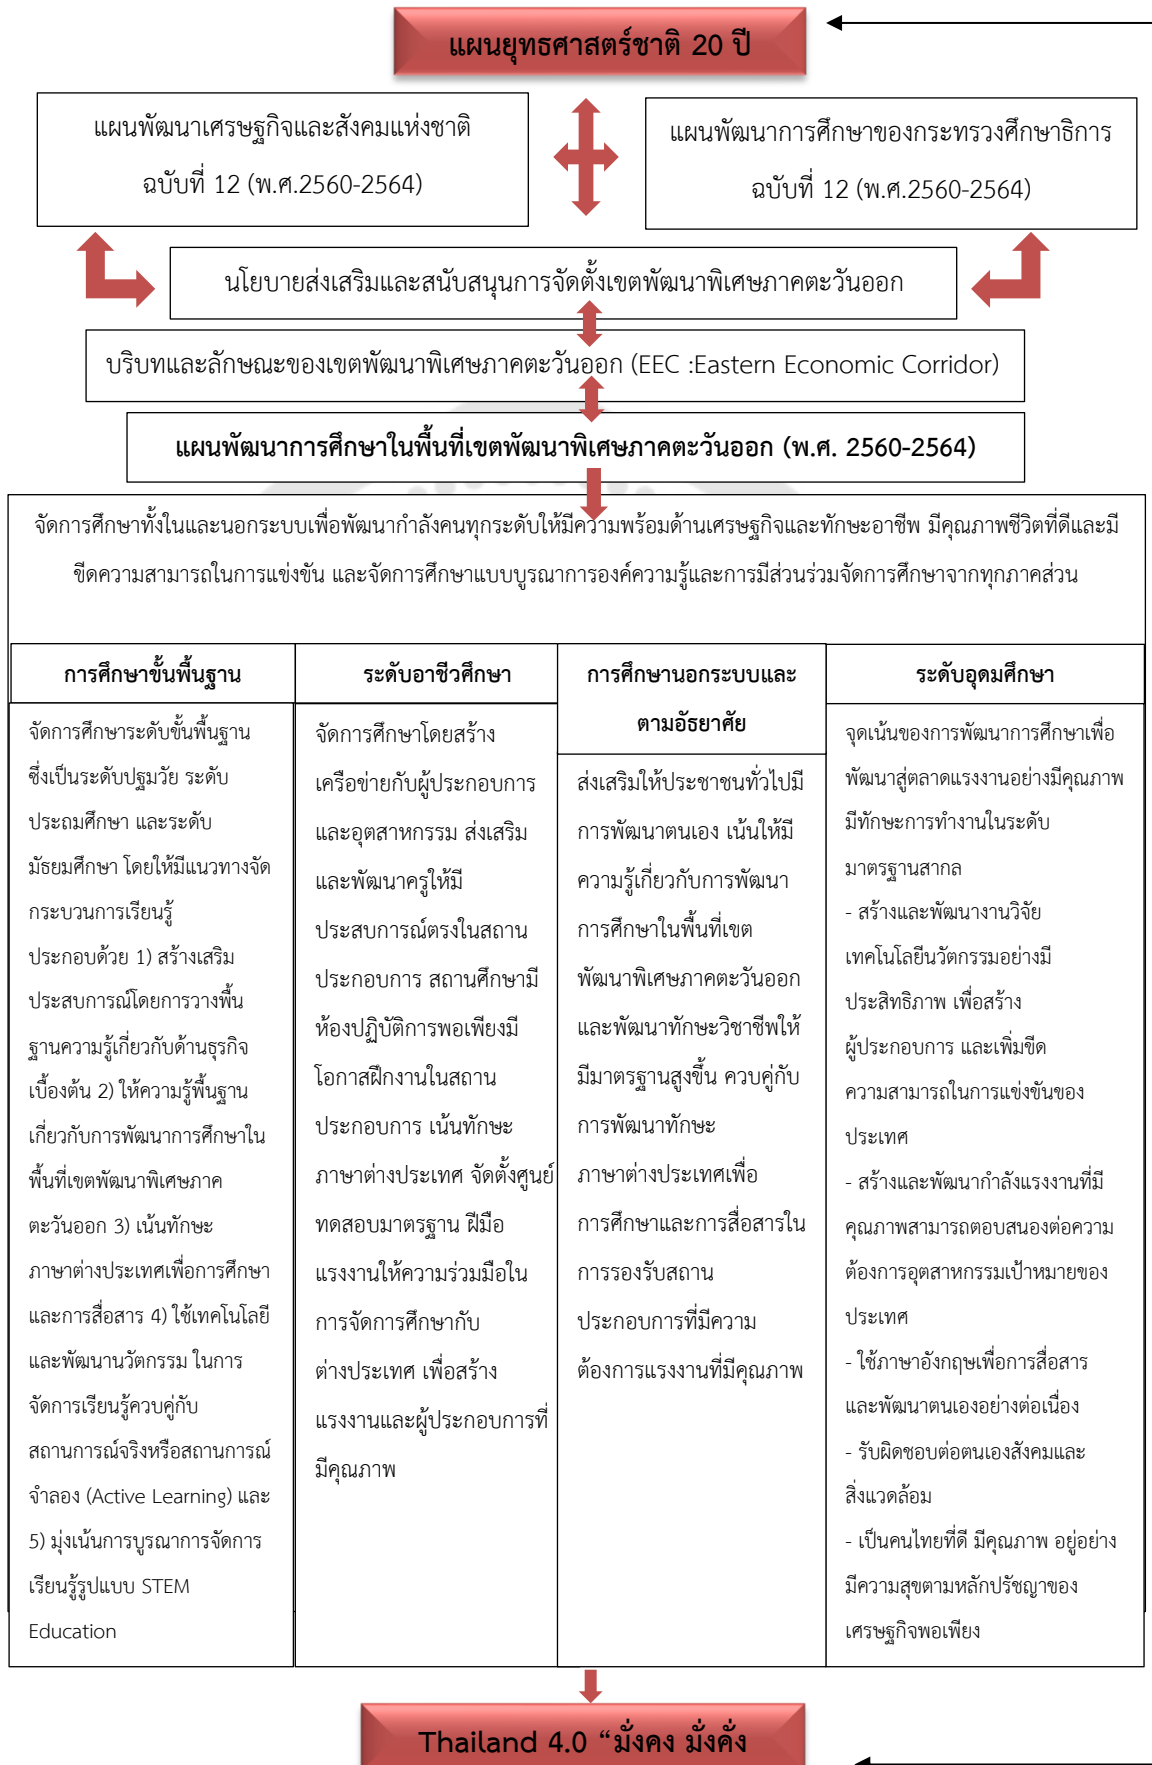 แผนยุทธศาสตร์ชาติ 20 ปี
แผนพัฒนาเศรษฐกิจและสังคมแห่งชาติ
ฉบับที่ 12 (พ.ศ.2560-2564)
แผนพัฒนาการศึกษาของกระทรวงศึกษาธิการ
ฉบับที่ 12 (พ.ศ.2560-2564)
นโยบายส่งเสริมและสนับสนุนการจัดตั้งเขตพัฒนาพิเศษภาคตะวันออก
บริบทและลักษณะของเขตพัฒนาพิเศษภาคตะวันออก (EEC :Eastern Economic Corridor)
แผนพัฒนาการศึกษาในพื้นที่เขตพัฒนาพิเศษภาคตะวันออก (พ.ศ. 2560-2564)
จัดการศึกษาทั้งในและนอกระบบเพื่อพัฒนากำลังคนทุกระดับให้มีความพร้อมด้านเศรษฐกิจและทักษะอาชีพ มีคุณภาพชีวิตที่ดีและมี
ขีดความสามารถในการแข่งขัน และจัดการศึกษาแบบบูรณาการองค์ความรู้และการมีส่วนร่วมจัดการศึกษาจากทุกภาคส่วน
การศึกษาขั้นพื้นฐาน
จัดการศึกษาระดับขั้นพื้นฐาน
ซึ่งเป็นระดับปฐมวัย ระดับ
ประถมศึกษา และระดับ
มัธยมศึกษา โดยให้มีแนวทางจัด
กระบวนการเรียนรู้
ประกอบด้วย 1) สร้างเสริม
ประสบการณ์โดยการวางพื้น
ฐานความรู้เกี่ยวกับด้านธุรกิจ
เบื้องต้น 2) ให้ความรู้พื้นฐาน
เกี่ยวกับการพัฒนาการศึกษาใน
พื้นที่เขตพัฒนาพิเศษภาค
ตะวันออก 3) เน้นทักษะ
ภาษาต่างประเทศเพื่อการศึกษา
และการสื่อสาร 4) ใช้เทคโนโลยี
และพัฒนานวัตกรรม ในการ
จัดการเรียนรู้ควบคู่กับ
สถานการณ์จริงหรือสถานการณ์
จำลอง (Active Learning) และ
5) มุ่งเน้นการบูรณาการจัดการ
เรียนรู้รูปแบบ STEM
Education
ระดับอาชีวศึกษา
จัดการศึกษาโดยสร้าง
เครือข่ายกับผู้ประกอบการ
และอุตสาหกรรม ส่งเสริม
และพัฒนาครูให้มี
ประสบการณ์ตรงในสถาน
ประกอบการ สถานศึกษามี
ห้องปฏิบัติการพอเพียงมี
โอกาสฝึกงานในสถาน
ประกอบการ เน้นทักษะ
ภาษาต่างประเทศ จัดตั้งศูนย์
ทดสอบมาตรฐาน ฝีมือ
แรงงานให้ความร่วมมือใน
การจัดการศึกษากับ
ต่างประเทศ เพื่อสร้าง
แรงงานและผู้ประกอบการที่
มีคุณภาพ
การศึกษานอกระบบและ
ตามอัธยาศัย
ส่งเสริมให้ประชาชนทั่วไปมี
การพัฒนาตนเอง เน้นให้มี
ความรู้เกี่ยวกับการพัฒนา
การศึกษาในพื้นที่เขต
พัฒนาพิเศษภาคตะวันออก
และพัฒนาทักษะวิชาชีพให้
มีมาตรฐานสูงขึ้น ควบคู่กับ
การพัฒนาทักษะ
ภาษาต่างประเทศเพื่อ
การศึกษาและการสื่อสารใน
การรองรับสถาน
ประกอบการที่มีความ
ต้องการแรงงานที่มีคุณภาพ
ระดับอุดมศึกษา
จุดเน้นของการพัฒนาการศึกษาเพื่อ
พัฒนาสู่ตลาดแรงงานอย่างมีคุณภาพ
มีทักษะการทำงานในระดับ
มาตรฐานสากล
- สร้างและพัฒนางานวิจัย
เทคโนโลยีนวัตกรรมอย่างมี
ประสิทธิภาพ เพื่อสร้าง
ผู้ประกอบการ และเพิ่มขีด
ความสามารถในการแข่งขันของ
ประเทศ
- สร้างและพัฒนากำลังแรงงานที่มี
คุณภาพสามารถตอบสนองต่อความ
ต้องการอุตสาหกรรมเป้าหมายของ
ประเทศ
- ใช้ภาษาอังกฤษเพื่อการสื่อสาร
และพัฒนาตนเองอย่างต่อเนื่อง
- รับผิดชอบต่อตนเองสังคมและ
สิ่งแวดล้อม
- เป็นคนไทยที่ดี มีคุณภาพ อยู่อย่าง
มีความสุขตามหลักปรัชญาของ
เศรษฐกิจพอเพียง
Thailand 4.0 “มั่งคง มั่งคั่ง